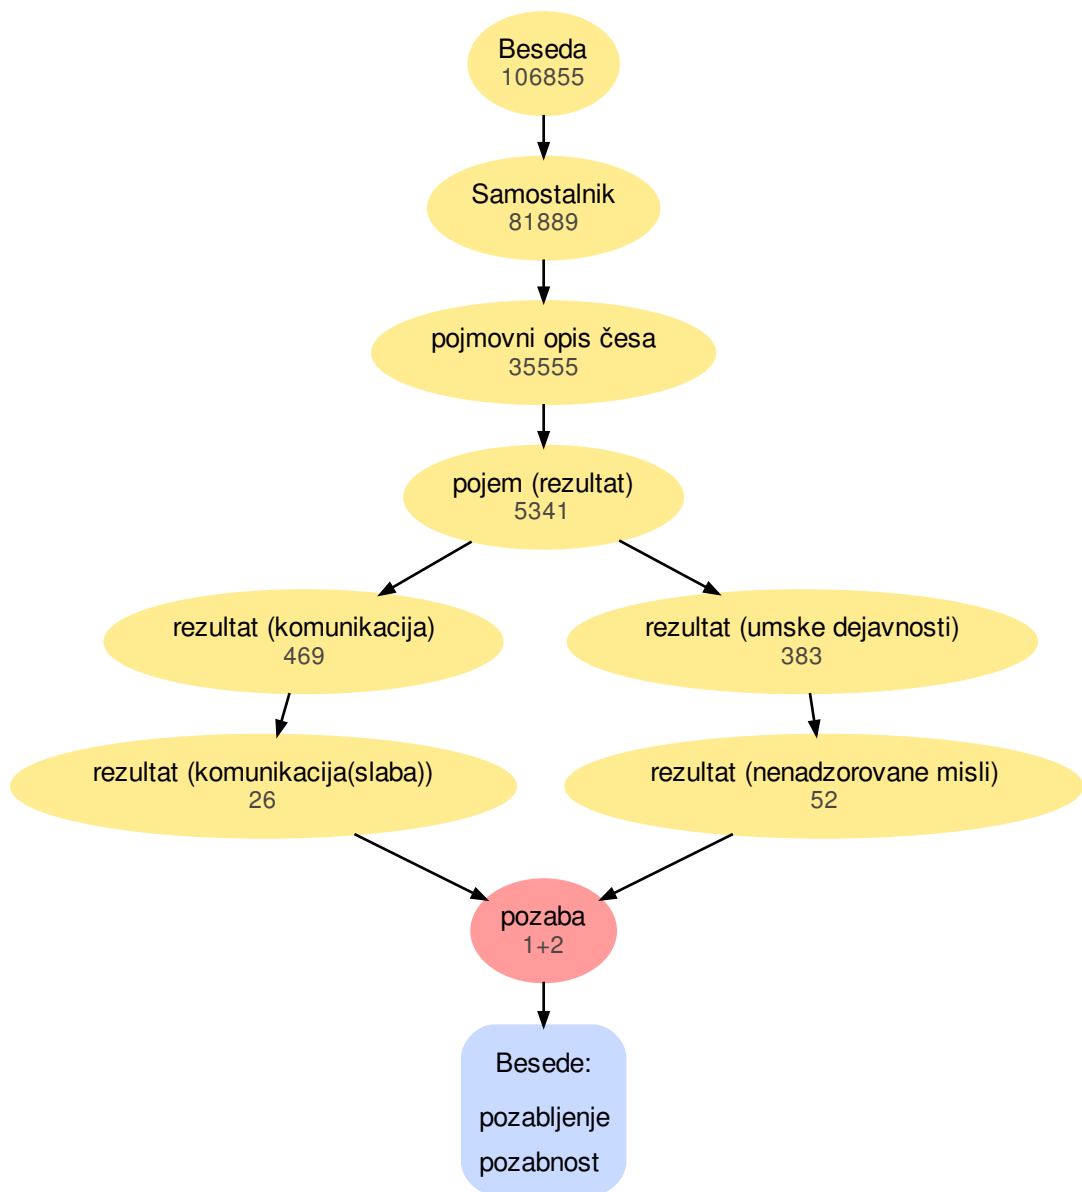 Beseda
106855
Samostalnik
81889
pojmovni opis česa
35555
pojem (rezultat)
5341
rezultat (komunikacija)
469
rezultat (umske dejavnosti)
383
rezultat (komunikacija(slaba))
26
rezultat (nenadzorovane misli)
52
pozaba
1+2
Besede:
pozabljenje
pozabnost